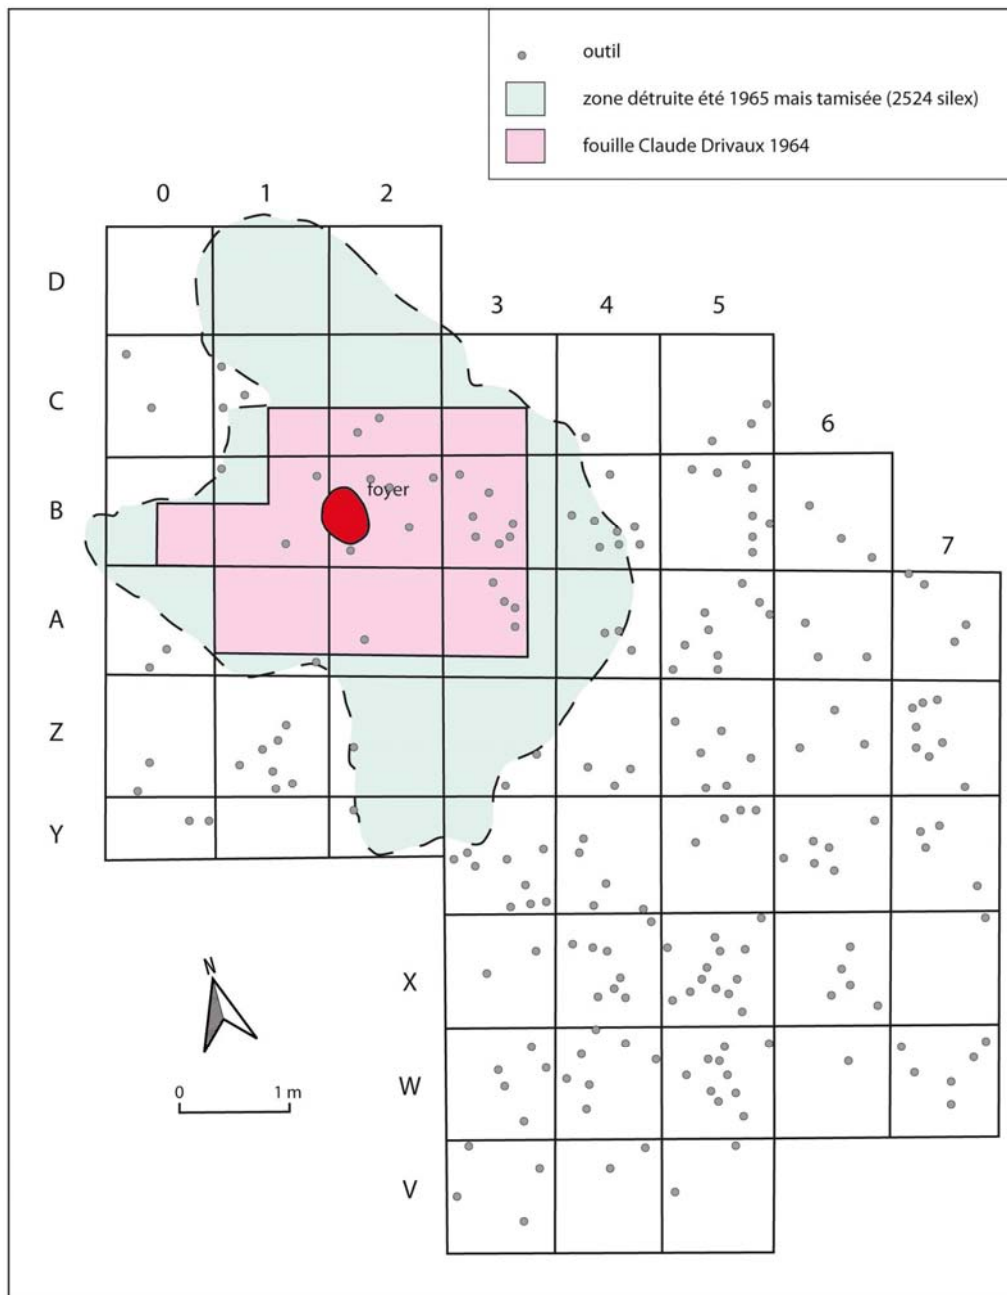 outil
zone détruite été 1965 mais tamisée (2524 silex)
fouille Claude Drivaux 1964
0 1 2
D
3 4 5
C
6
B
foyer
7
A
Z
Y
N
X
0 1 m
W
V